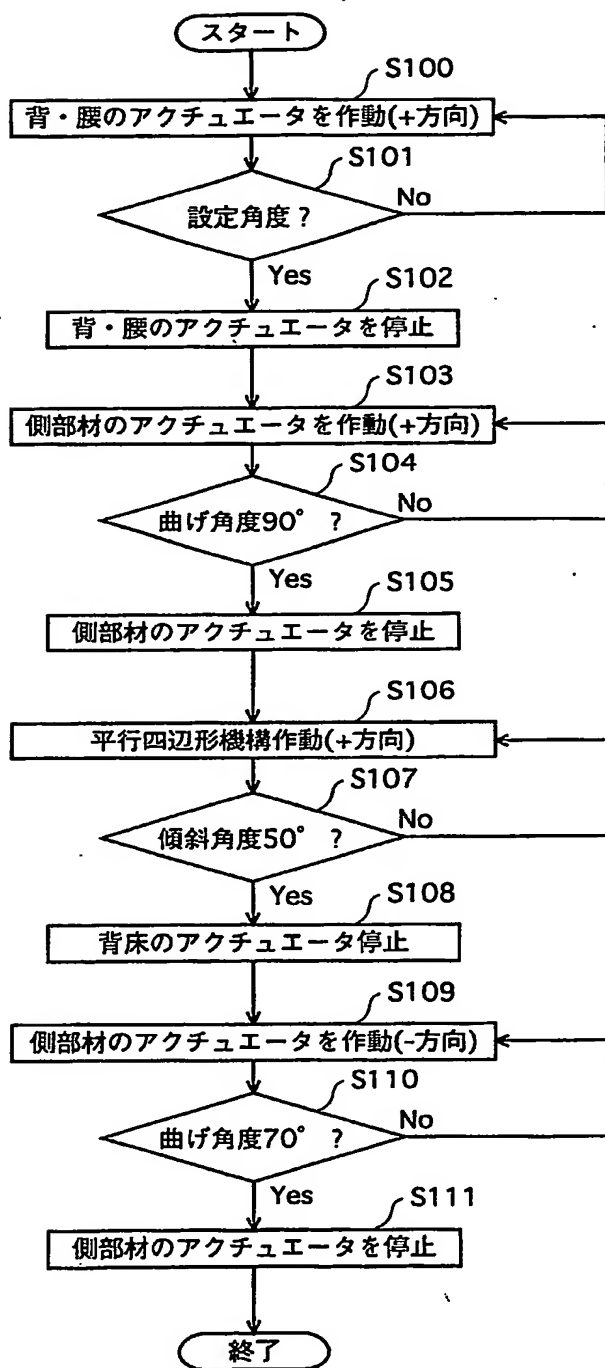 スタート
S100
背・腰のアクチュエータを作動(+方向)
S101
設定角度?
No
Yes
S102
背・腰のアクチュエータを停止
S103
側部材のアクチュエータを作動(+方向)
S104
曲げ角度90° ?
No
Yes
S105
側部材のアクチュエータを停止
S106
平行四辺形機構作動(+方向)
S107
傾斜角度50° ?
No
Yes
S108
背床のアクチュエータ停止
S109
側部材のアクチュエータを作動(-方向)
S110
曲げ角度70° ?
No
Yes
S111
側部材のアクチュエータを停止
終了